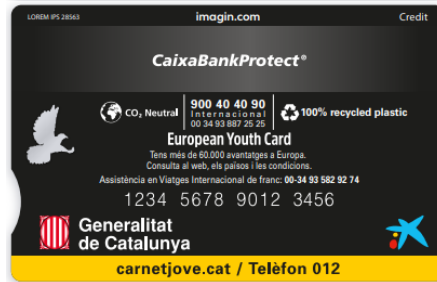 LOREM IPS 28563 imagin.com Credit
CaixaBankProtect®
CO₂ Neutral
900 40 40 90
Internacional
00 34 93 887 25 25
100% recycled plastic
European Youth Card
Tens més de 60.000 avantatges a Europa.
Consulta al web, els països i les condicions.
Assistència en Viatges Internacional de franc: 00-34 93 582 92 74
1234 5678 9012 3456
Generalitat
de Catalunya
carnetjove.cat / Telèfon 012